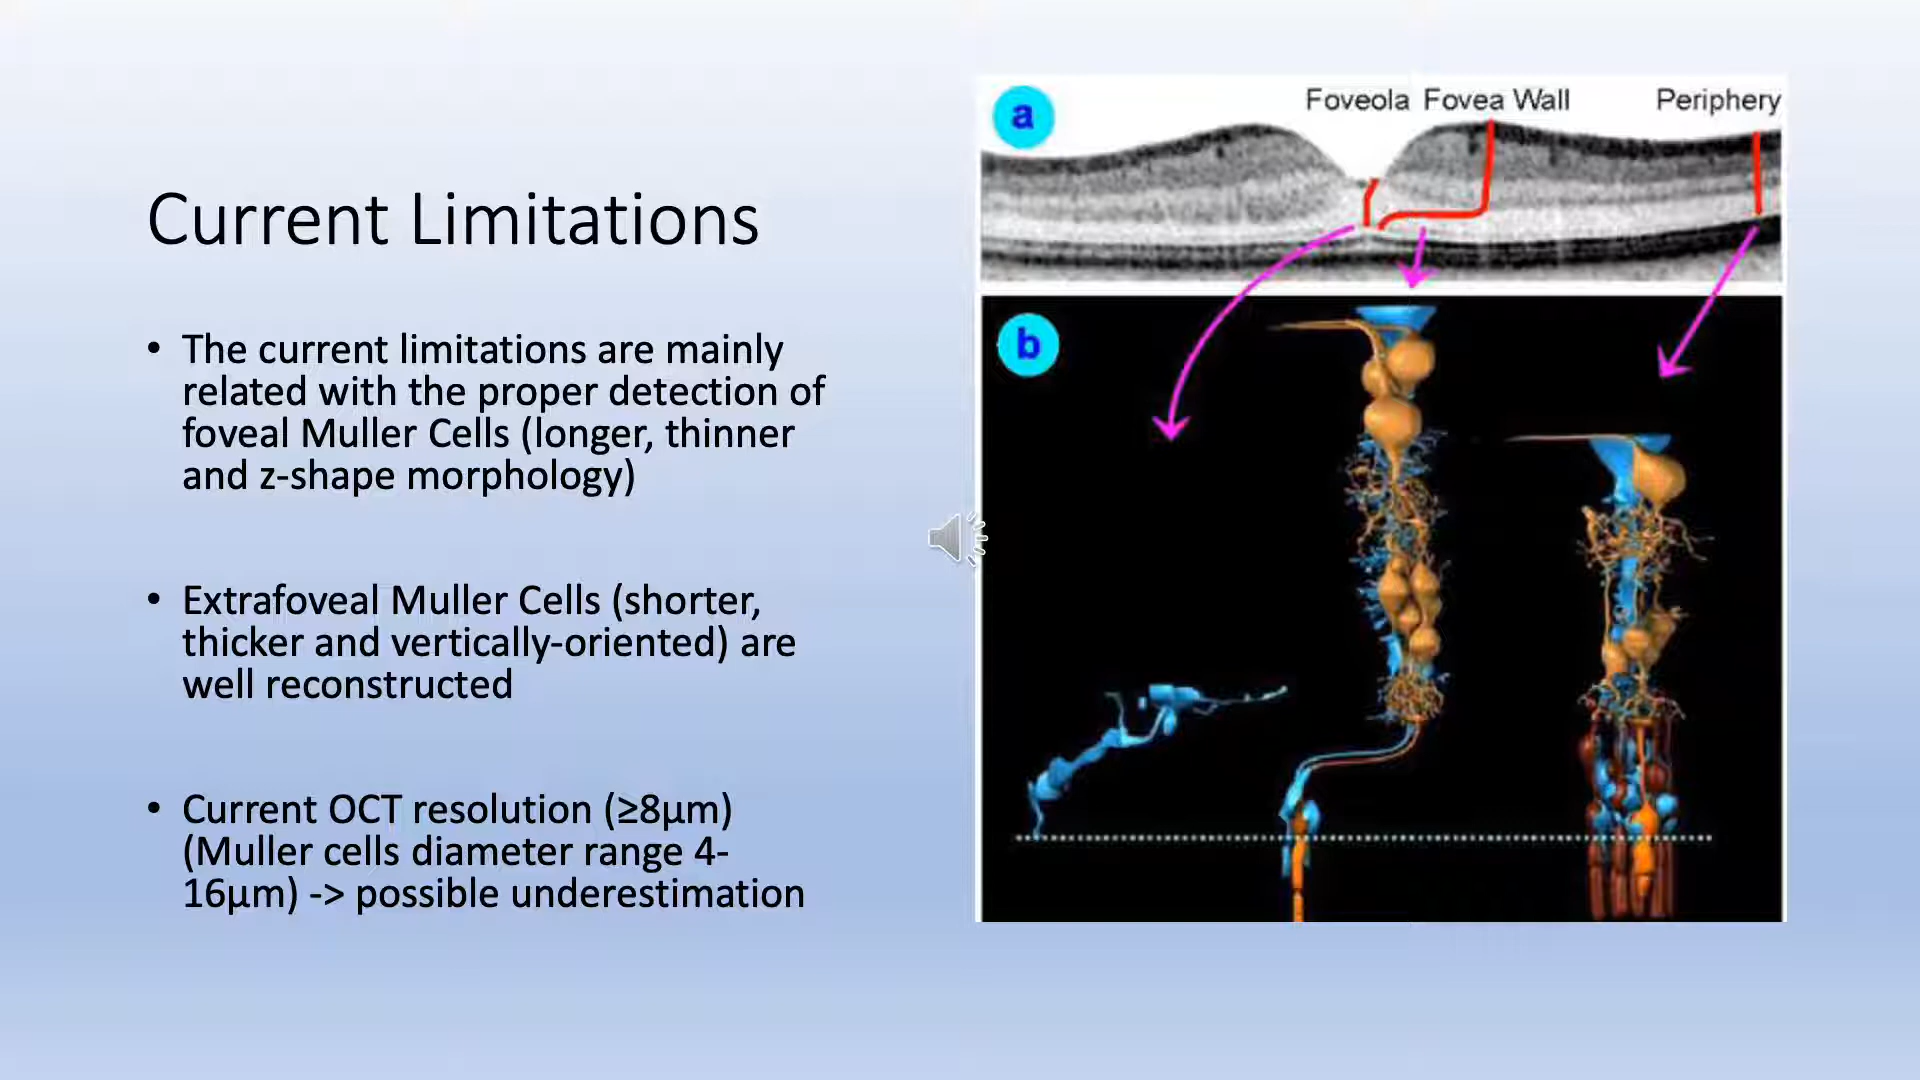 Current Limitations
• The current limitations are mainly
related with the proper detection of
foveal Muller Cells (longer, thinner
and z-shape morphology)
• Extrafoveal Muller Cells (shorter,
thicker and vertically-oriented) are
well reconstructed
• Current OCT resolution (≥8µm)
(Muller cells diameter range 4-
16µm) -> possible underestimation
a
Foveola Fovea Wall Periphery
b